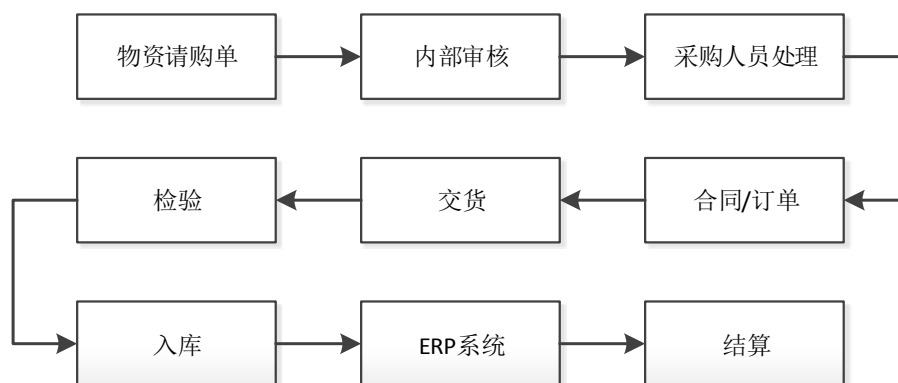 物资请购单
内部审核
采购人员处理
合同/订单
交货
检验
入库
ERP系统
结算